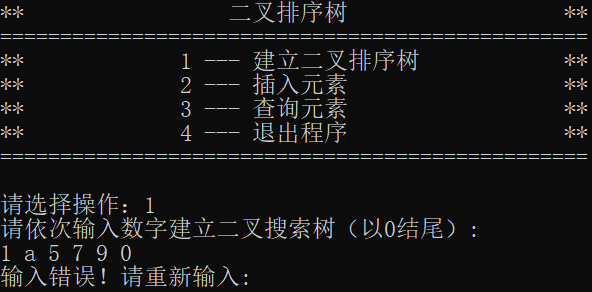 ** 二叉排序树 **
=================================================
** 1 --- 建立二叉排序树 **
** 2 --- 插入元素 **
** 3 --- 查询元素 **
** 4 --- 退出程序 **
=================================================
请选择操作：1
请依次输入数字建立二叉搜索树（以0结尾）：
1 a 5 7 9 0
输入错误！请重新输入：